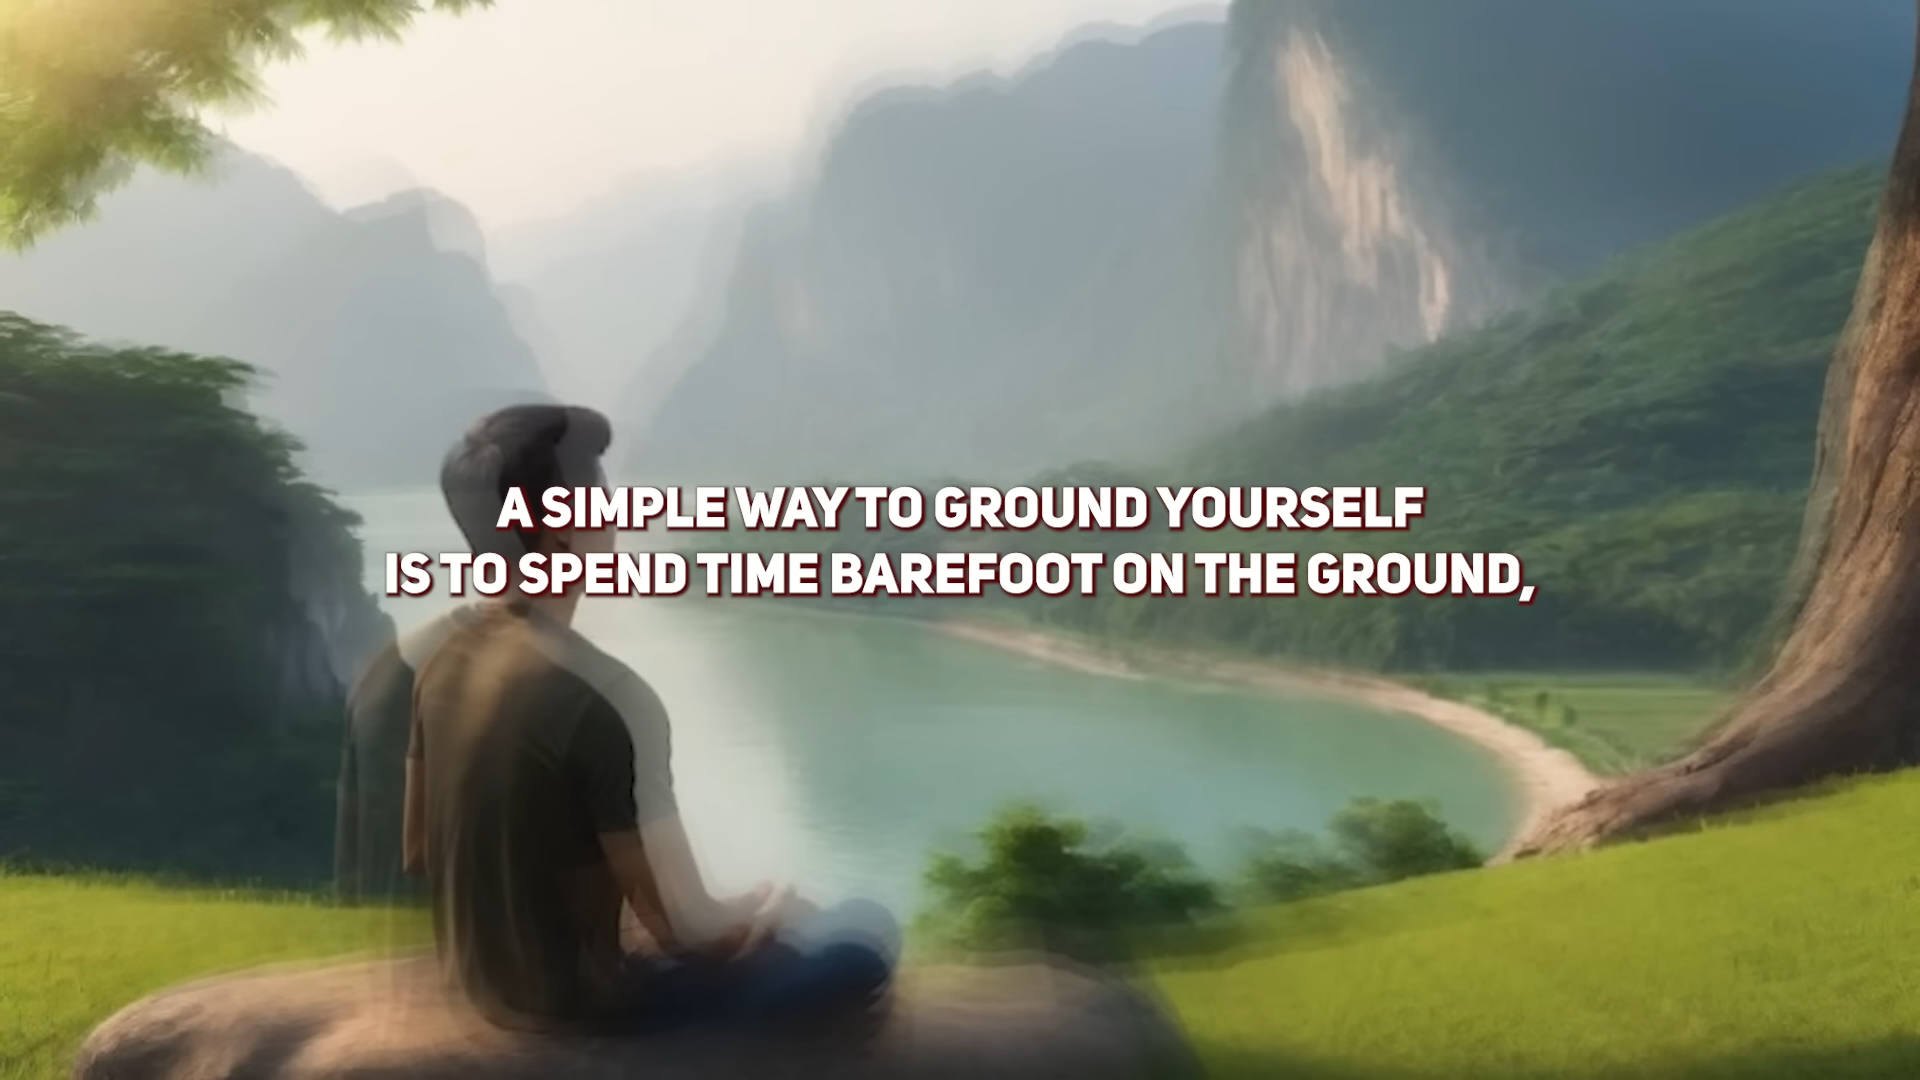 A SIMPLE WAY TO GROUND YOURSELF
IS TO SPEND TIME BAREFOOT ON THE GROUND,